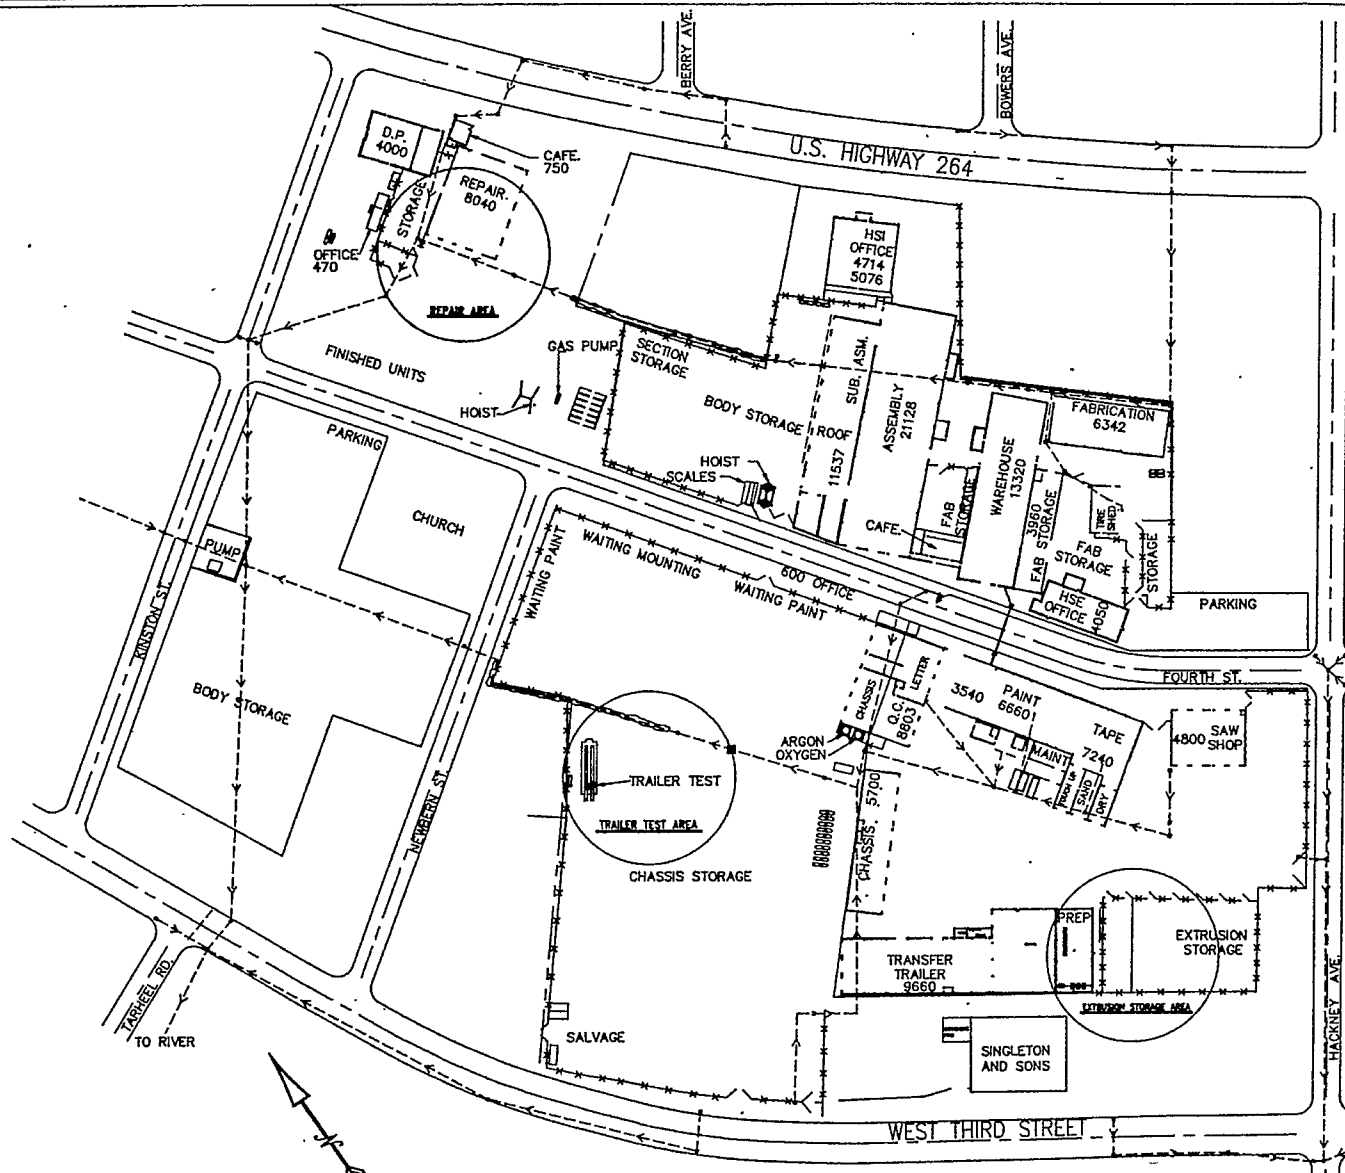 BERRY AVE.
BOWERS AVE.
U.S. HIGHWAY 264
D.P.
4000
CAFE.
750
REPAIR.
8040
STORAGE
OFFICE
470
REPAIR AREA
HSI
OFFICE
4714
5076
FINISHED UNITS
GAS PUMP
SECTION
STORAGE
HOIST
BODY STORAGE
ROOF
11537
SUB. ASM.
ASSEMBLY
21128
FABRICATION
6342
WAREHOUSE
13320
HOIST
SCALES
FAB
STORAGE
CAFE.
3960
FAB STORAGE
TIRE
SHED
FAB
STORAGE
STORAGE
HSE
OFFICE
4050
PARKING
PARKING
CHURCH
PUMP
KINSTON ST.
BODY STORAGE
NEWBERN ST.
WAITING PAINT
WAITING MOUNTING
WAITING PAINT
600 OFFICE
FOURTH ST.
CHASSIS
LETTER
Q.C.
8803
3540
PAINT
6660
TAPE
7240
MAINT
SAND
DRY
4800
SAW
SHOP
ARGON
OXYGEN
CHASSIS.
5700
TRAILER TEST
TRAILER TEST AREA
CHASSIS STORAGE
PREP
EXTRUSION
STORAGE
TRANSFER
TRAILER
9660
EXTRUSION STORAGE AREA
HACKNEY AVE.
TARHEEL RD.
TO RIVER
SALVAGE
SINGLETON
AND SONS
WEST THIRD STREET
N